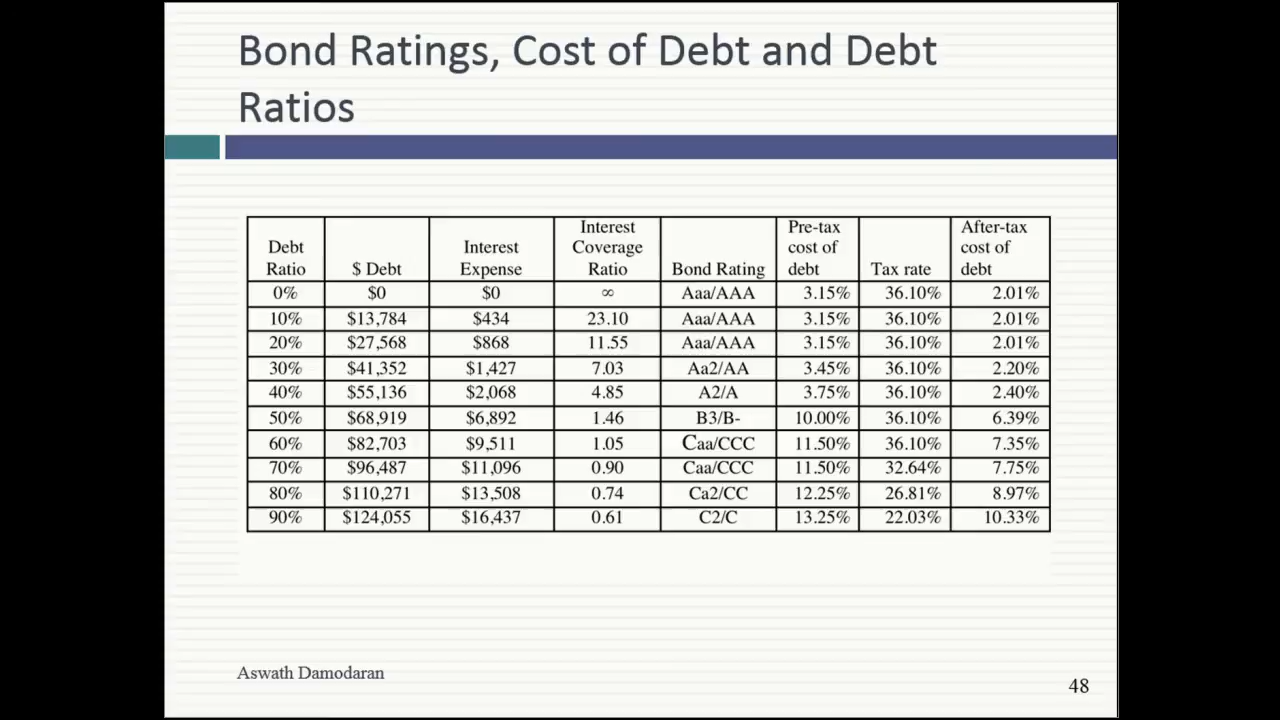 Bond Ratings, Cost of Debt and Debt
Ratios
Debt Ratio $ Debt Interest Expense Interest Coverage Ratio Bond Rating Pre-tax cost of debt Tax rate After-tax cost of debt
0% $0 $0 ∞ Aaa/AAA 3.15% 36.10% 2.01%
10% $13,784 $434 23.10 Aaa/AAA 3.15% 36.10% 2.01%
20% $27,568 $868 11.55 Aaa/AAA 3.15% 36.10% 2.01%
30% $41,352 $1,427 7.03 Aa2/AA 3.45% 36.10% 2.20%
40% $55,136 $2,068 4.85 A2/A 3.75% 36.10% 2.40%
50% $68,919 $6,892 1.46 B3/B- 10.00% 36.10% 6.39%
60% $82,703 $9,511 1.05 Caa/CCC 11.50% 36.10% 7.35%
70% $96,487 $11,096 0.90 Caa/CCC 11.50% 32.64% 7.75%
80% $110,271 $13,508 0.74 Ca2/CC 12.25% 26.81% 8.97%
90% $124,055 $16,437 0.61 C2/C 13.25% 22.03% 10.33%
Aswath Damodaran
48